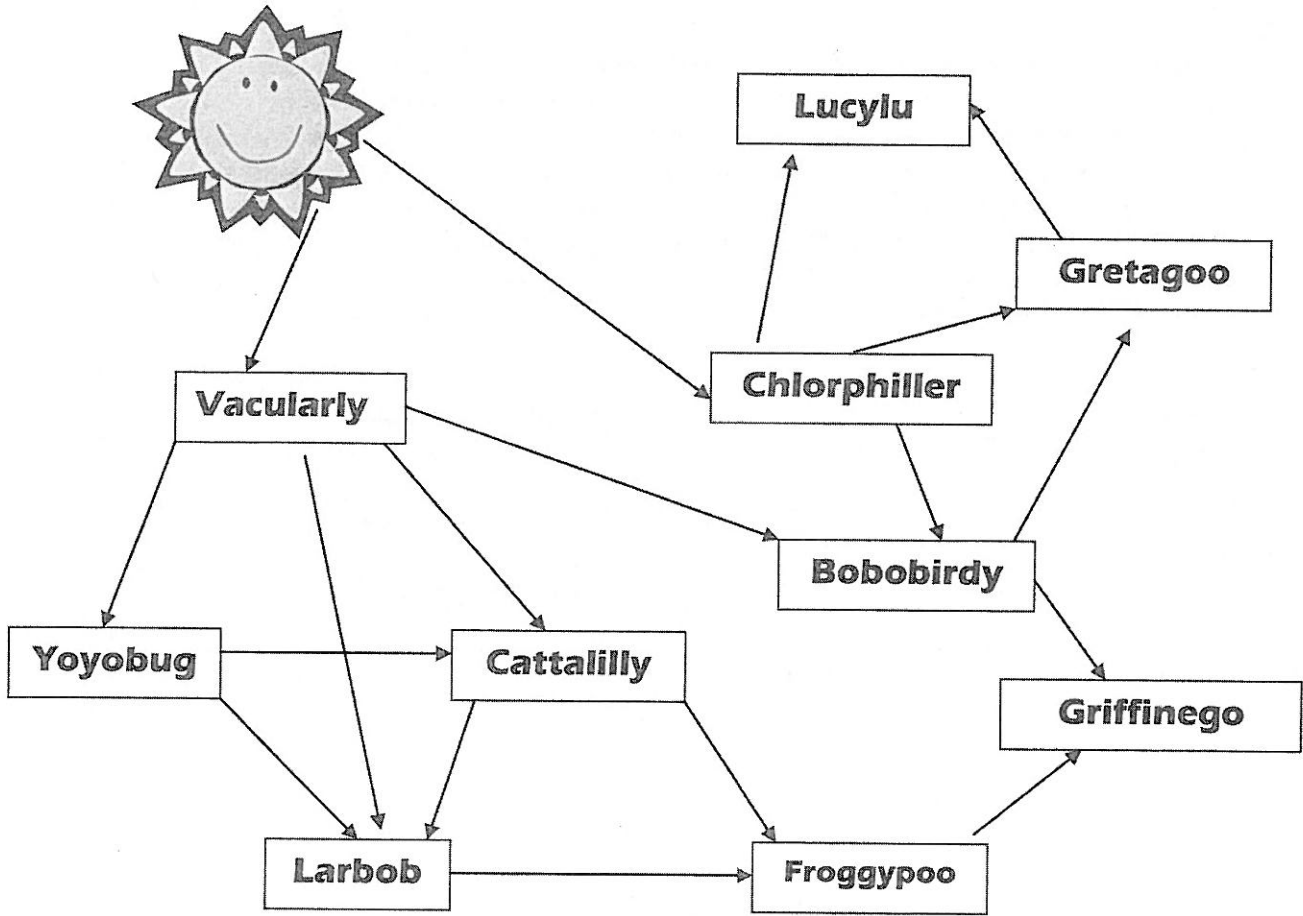 Lucylu
Gretagoo
Chlorphiller
Vacularly
Bobobirdy
Yoyobug
Cattalilly
Griffinego
Larbob
Froggypoo